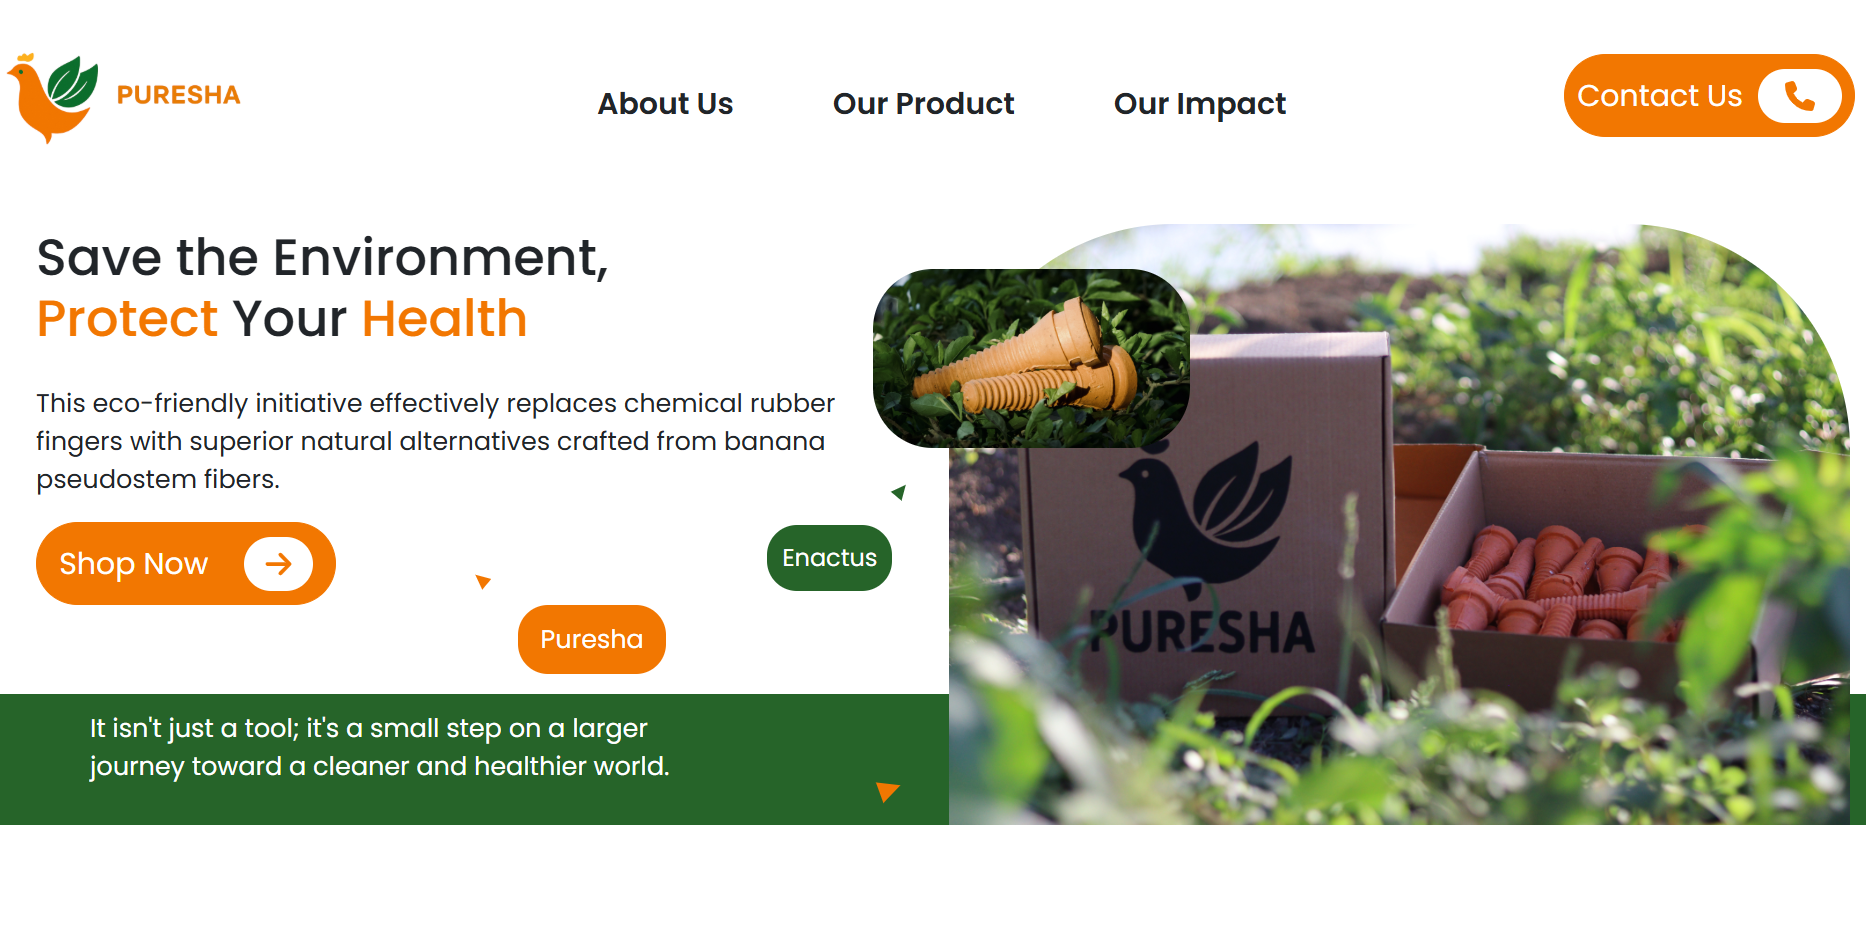 PURESHA
About Us
Our Product
Our Impact
Contact Us
Save the Environment,
Protect Your Health
This eco-friendly initiative effectively replaces chemical rubber
fingers with superior natural alternatives crafted from banana
pseudostem fibers.
Shop Now
Enactus
Puresha
PURESHA
It isn't just a tool; it's a small step on a larger
journey toward a cleaner and healthier world.